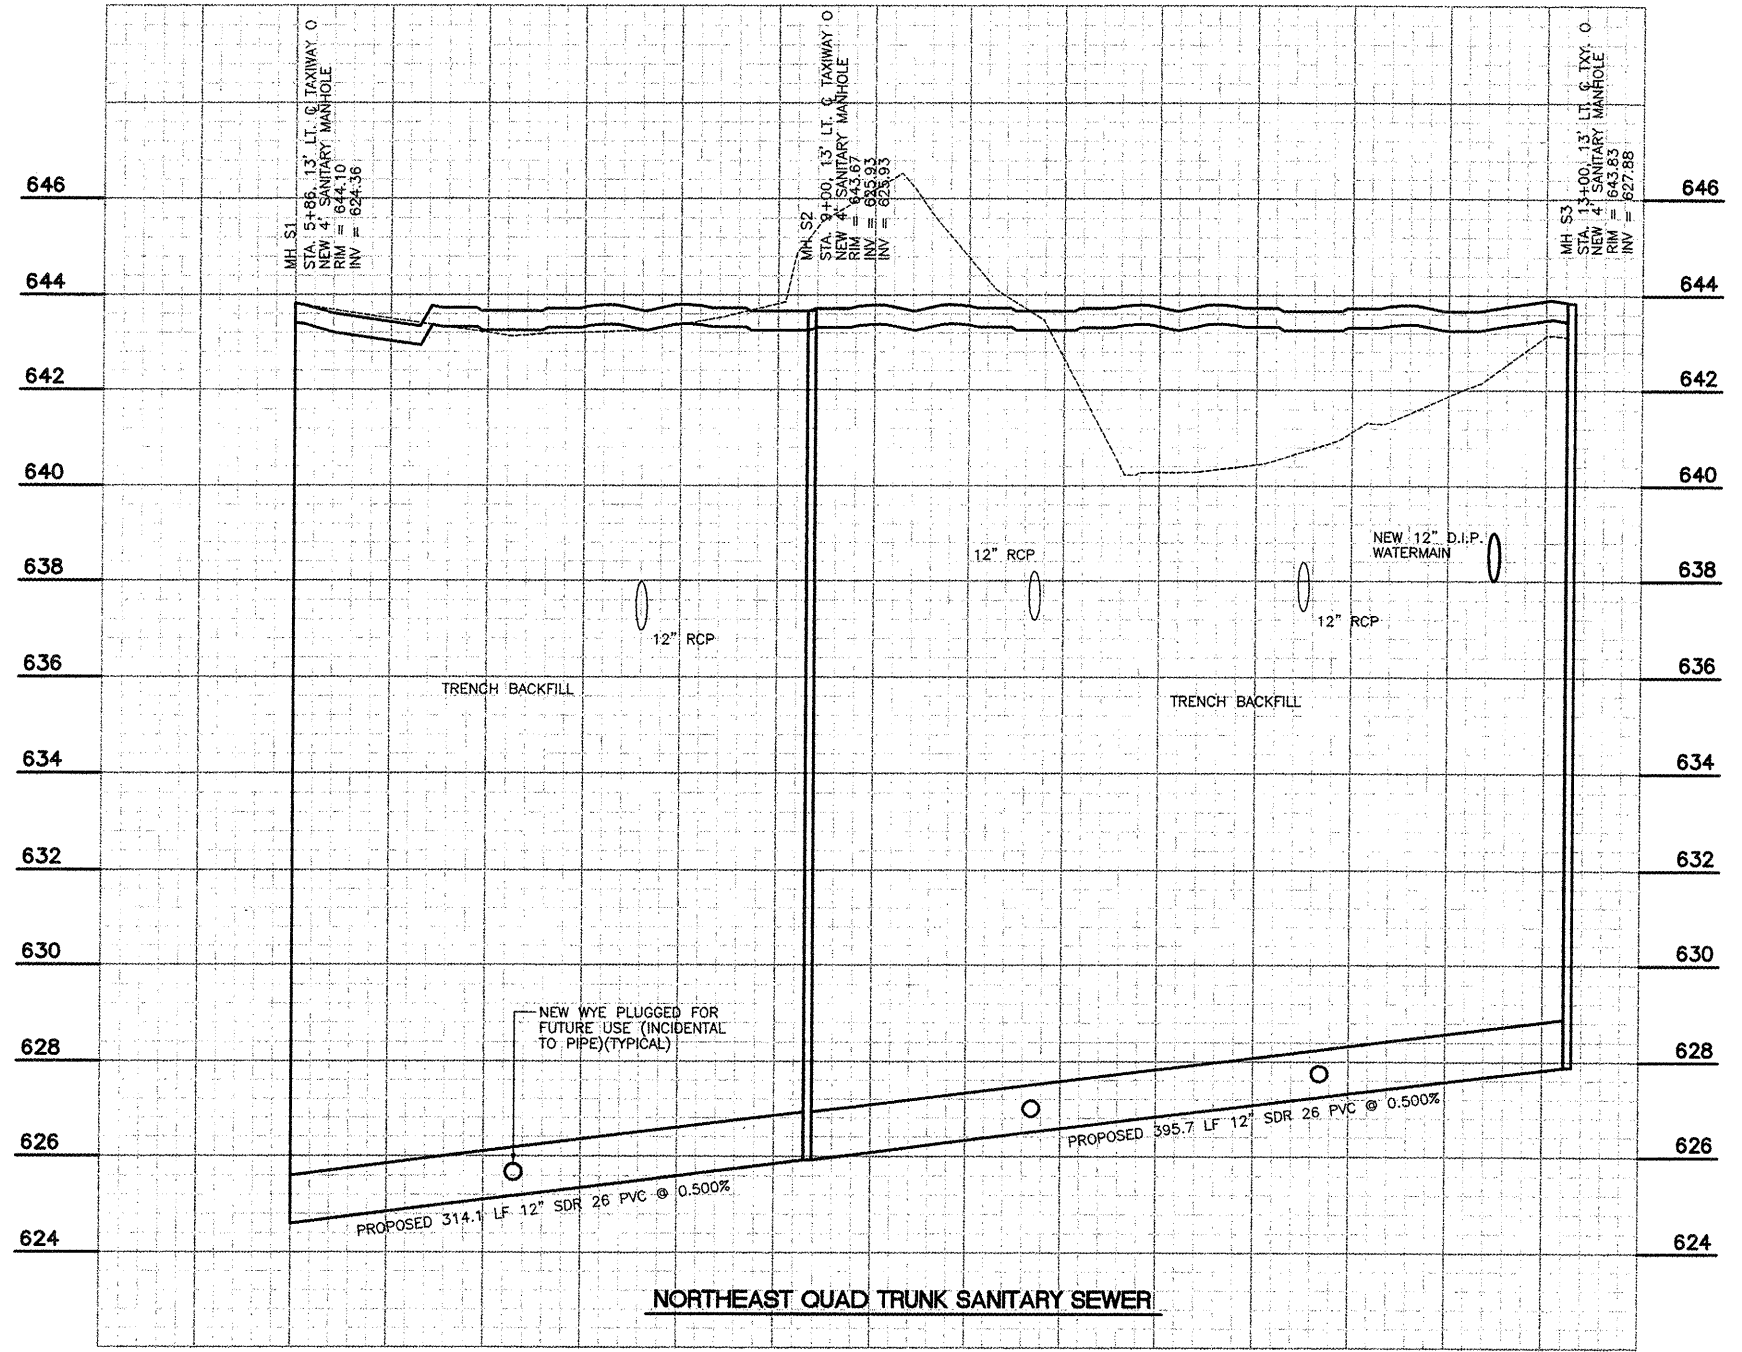 MH S1
STA. 5+86, 13' LT. ℄ TAXIWAY O
NEW 4' SANITARY MANHOLE
RIM = 644.10
INV = 624.36
MH S2
STA. 9+00, 13' LT. ℄ TAXIWAY O
NEW 4' SANITARY MANHOLE
RIM = 643.67
INV = 625.93
INV = 625.93
MH S3
STA. 13+00, 13' LT. ℄ TXY. O
NEW 4' SANITARY MANHOLE
RIM = 643.83
INV = 627.88
646
646
644
644
642
642
640
640
NEW 12" D.I.P.
WATERMAIN
12" RCP
638
638
12" RCP
12" RCP
636
636
TRENCH BACKFILL
TRENCH BACKFILL
634
634
632
632
630
630
NEW WYE PLUGGED FOR
FUTURE USE (INCIDENTAL
TO PIPE)(TYPICAL)
628
628
PROPOSED 395.7 LF 12" SDR 26 PVC @ 0.500%
626
626
PROPOSED 314.1 LF 12" SDR 26 PVC @ 0.500%
624
624
NORTHEAST QUAD TRUNK SANITARY SEWER